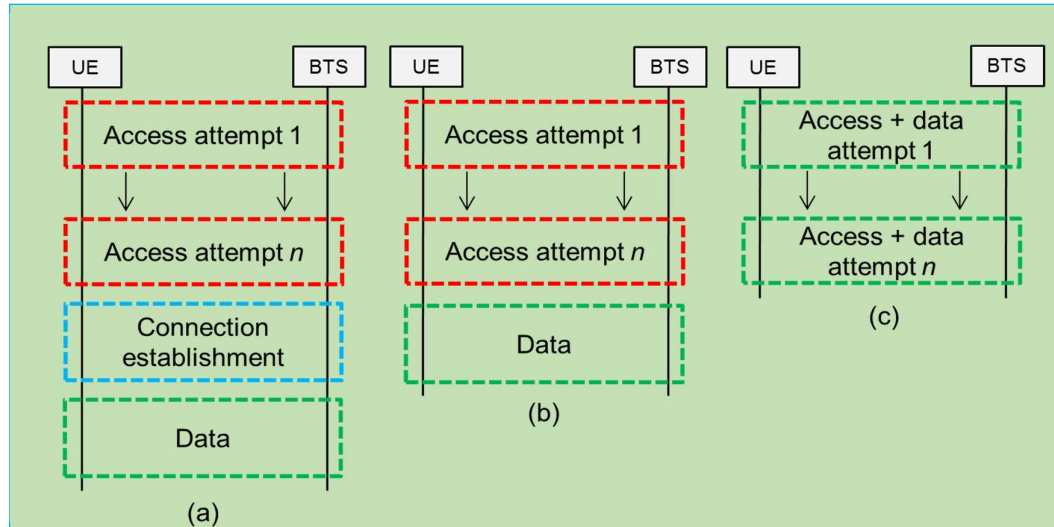 UE
BTS
Access attempt 1
Access attempt n
Connection
establishment
Data
(a)
UE
BTS
Access attempt 1
Access attempt n
Data
(b)
UE
BTS
Access + data
attempt 1
Access + data
attempt n
(c)